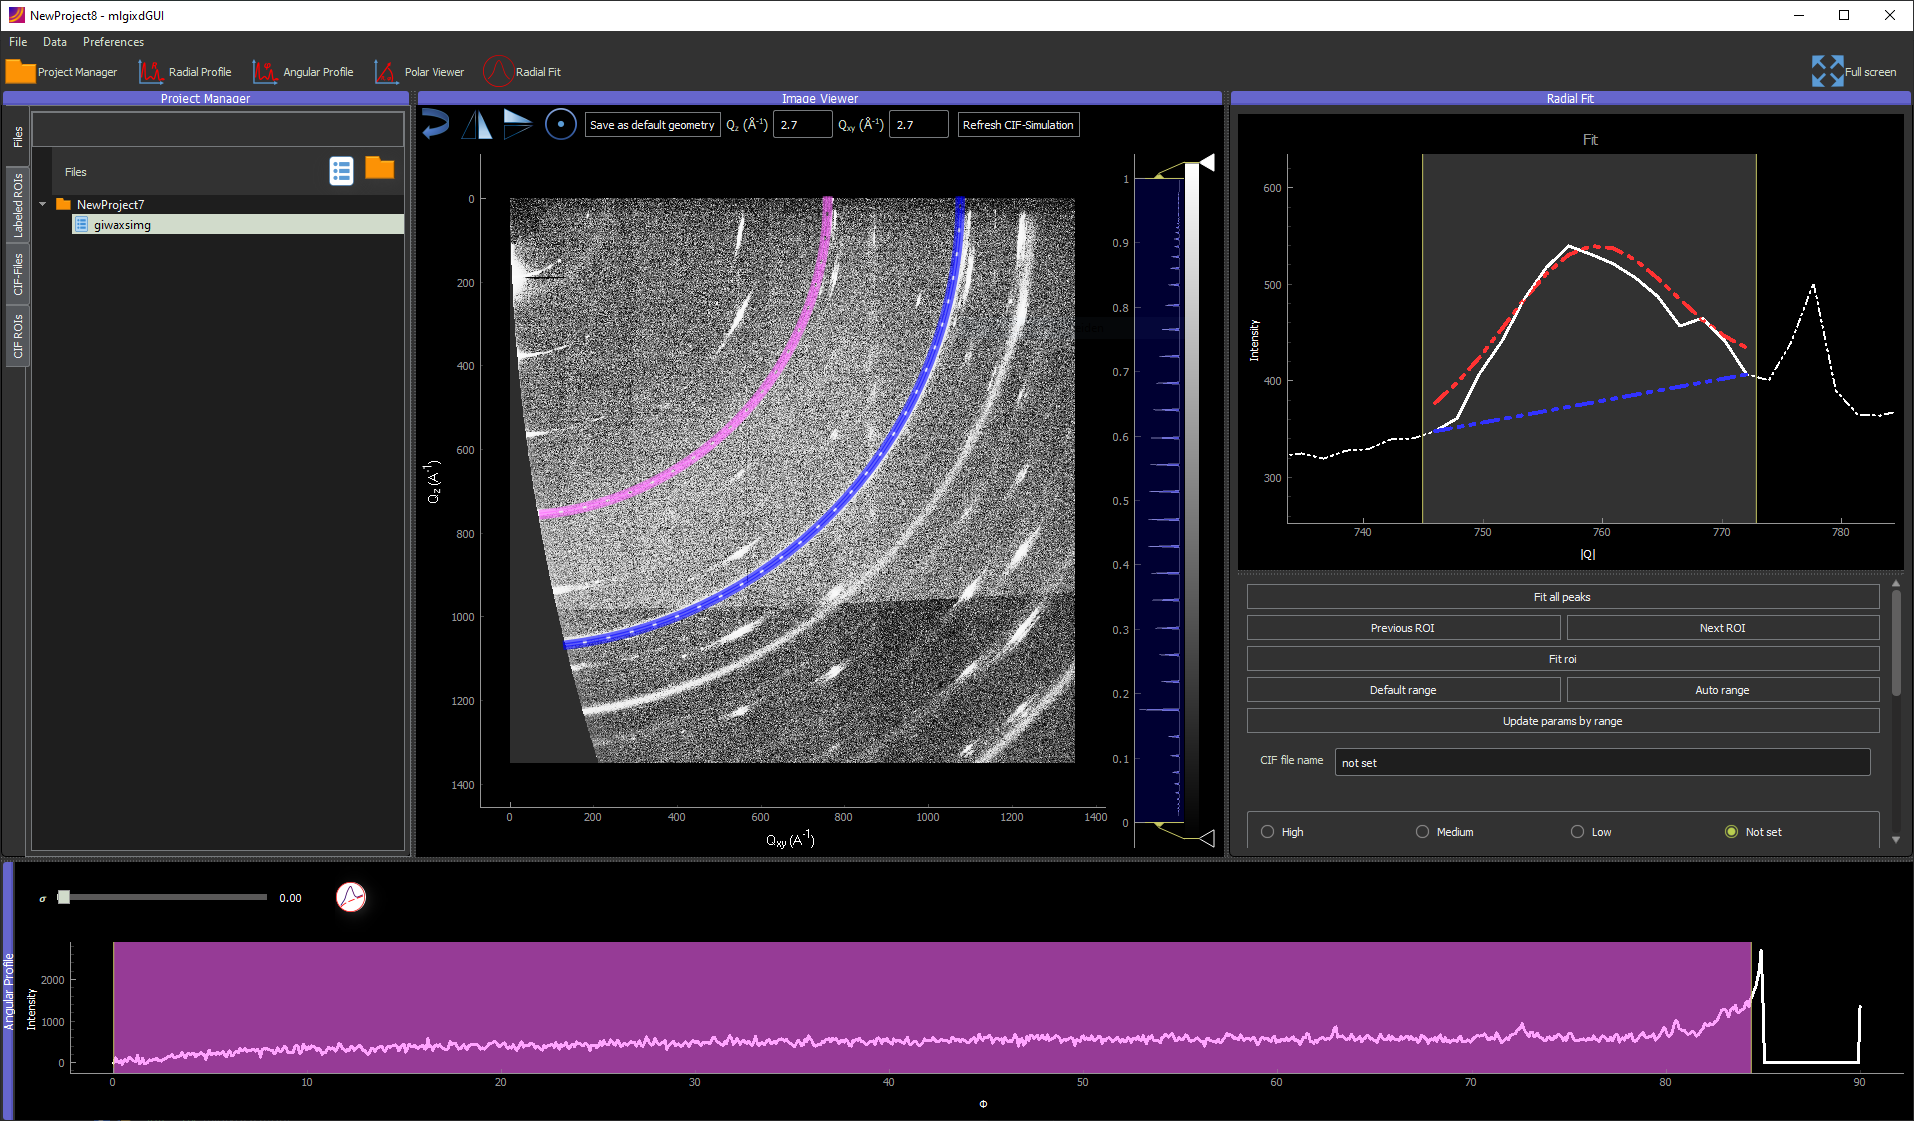 NewProject8 - mlgixdGUI
File Data Preferences
Project Manager Radial Profile Angular Profile Polar Viewer Radial Fit Full screen
Project Manager
Files
Labeled ROIs
CIF-Files
CIF ROIs
Files
NewProject7
giwaxsimg
Image Viewer
Save as default geometry Qz (Å⁻¹) 2.7 Qxy (Å⁻¹) 2.7 Refresh CIF-Simulation
0
200
400
600
800
1000
1200
1400
Qz (A⁻¹)
0 200 400 600 800 1000 1200 1400
Qxy (A⁻¹)
1
0.9
0.8
0.7
0.6
0.5
0.4
0.3
0.2
0.1
0
Radial Fit
Fit
600
500
400
300
Intensity
740 750 760 770 780
|Q|
Fit all peaks
Previous ROI Next ROI
Fit roi
Default range Auto range
Update params by range
CIF file name not set
High Medium Low Not set
Angular Profile
σ 0.00
2000
1000
0
Intensity
0 10 20 30 40 50 60 70 80 90
Φ